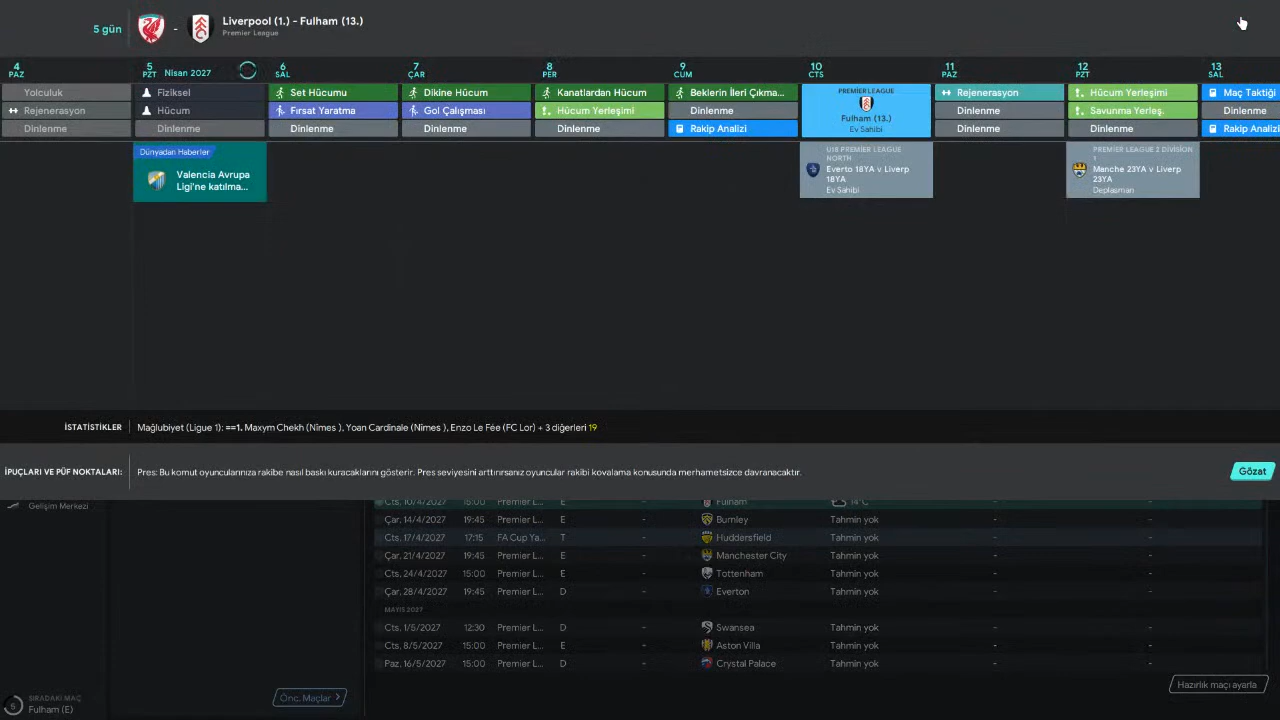 5 gün
Liverpool (1.) - Fulham (13.)
Premier League
4 PAZ
5 PZT Nisan 2027
6 SAL
7 ÇAR
8 PER
9 CUM
10 CTS
11 PAZ
12 PZT
13 SAL
Yolculuk
Rejenerasyon
Dinlenme
Fiziksel
Hücum
Dinlenme
Set Hücumu
Fırsat Yaratma
Dinlenme
Dikine Hücum
Gol Çalışması
Dinlenme
Kanatlardan Hücum
Hücum Yerleşimi
Dinlenme
Beklerin İleri Çıkma...
Dinlenme
Rakip Analizi
PREMIER LEAGUE
Fulham (13.)
Ev Sahibi
Rejenerasyon
Dinlenme
Dinlenme
Hücum Yerleşimi
Savunma Yerleş.
Dinlenme
Maç Taktiği
Dinlenme
Rakip Analizi
Dünyadan Haberler
Valencia Avrupa
Ligi'ne katılma...
U18 PREMIER LEAGUE
NORTH
Everto 18YA v Liverp
18YA
Ev Sahibi
PREMIER LEAGUE 2 DIVISION
1
Manche 23YA v Liverp
23YA
Deplasman
İSTATİSTİKLER
Mağlubiyet (Ligue 1): ==1. Maxym Chekh (Nîmes ), Yoan Cardinale (Nîmes ), Enzo Le Fée (FC Lor) + 3 diğerleri 19
İPUÇLARI VE PÜF NOKTALARI:
Pres: Bu komut oyuncularınıza rakibe nasıl baskı kuracaklarını gösterir. Pres seviyesini arttırırsanız oyuncular rakibi kovalama konusunda merhametsizce davranacaktır.
Gözat
Gelişim Merkezi
Cts. 10/4/2027 15:00 Premier L... E - Fulham 14°C - -
Çar. 14/4/2027 19:45 Premier L... E - Burnley Tahmin yok - -
Cts. 17/4/2027 17:15 FA Cup Ya... T - Huddersfield Tahmin yok - -
Çar. 21/4/2027 19:45 Premier L... E - Manchester City Tahmin yok - -
Cts. 24/4/2027 15:00 Premier L... E - Tottenham Tahmin yok - -
Çar. 28/4/2027 19:45 Premier L... D - Everton Tahmin yok - -
MAYIS 2027
Cts. 1/5/2027 12:30 Premier L... D - Swansea Tahmin yok - -
Cts. 8/5/2027 15:00 Premier L... E - Aston Villa Tahmin yok - -
Paz. 16/5/2027 15:00 Premier L... D - Crystal Palace Tahmin yok - -
Önc. Maçlar
Hazırlık maçı ayarla
5
SIRADAKİ MAÇ
Fulham (E)